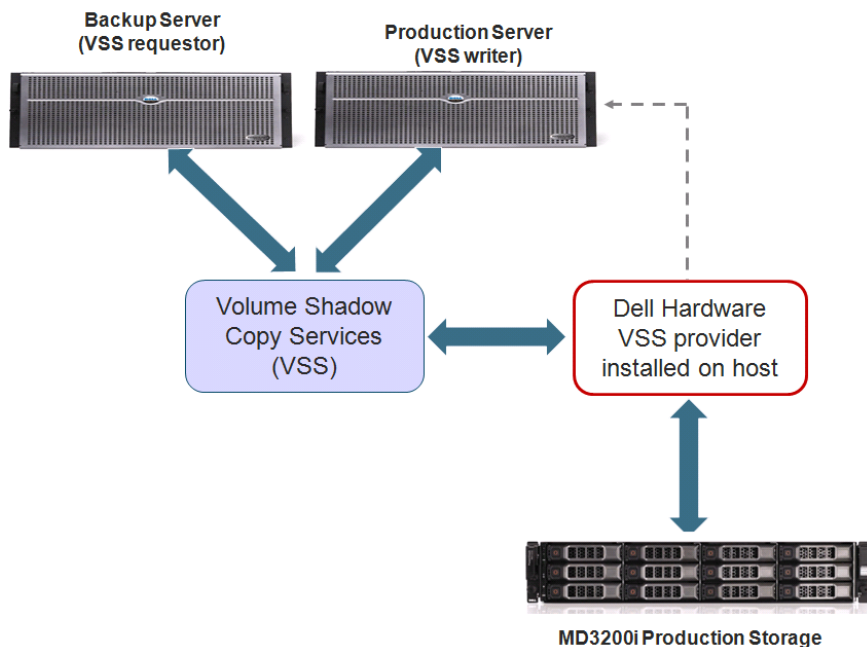 Backup Server
(VSS requestor)
Production Server
(VSS writer)
Volume Shadow
Copy Services
(VSS)
Dell Hardware
VSS provider
installed on host
MD3200i Production Storage